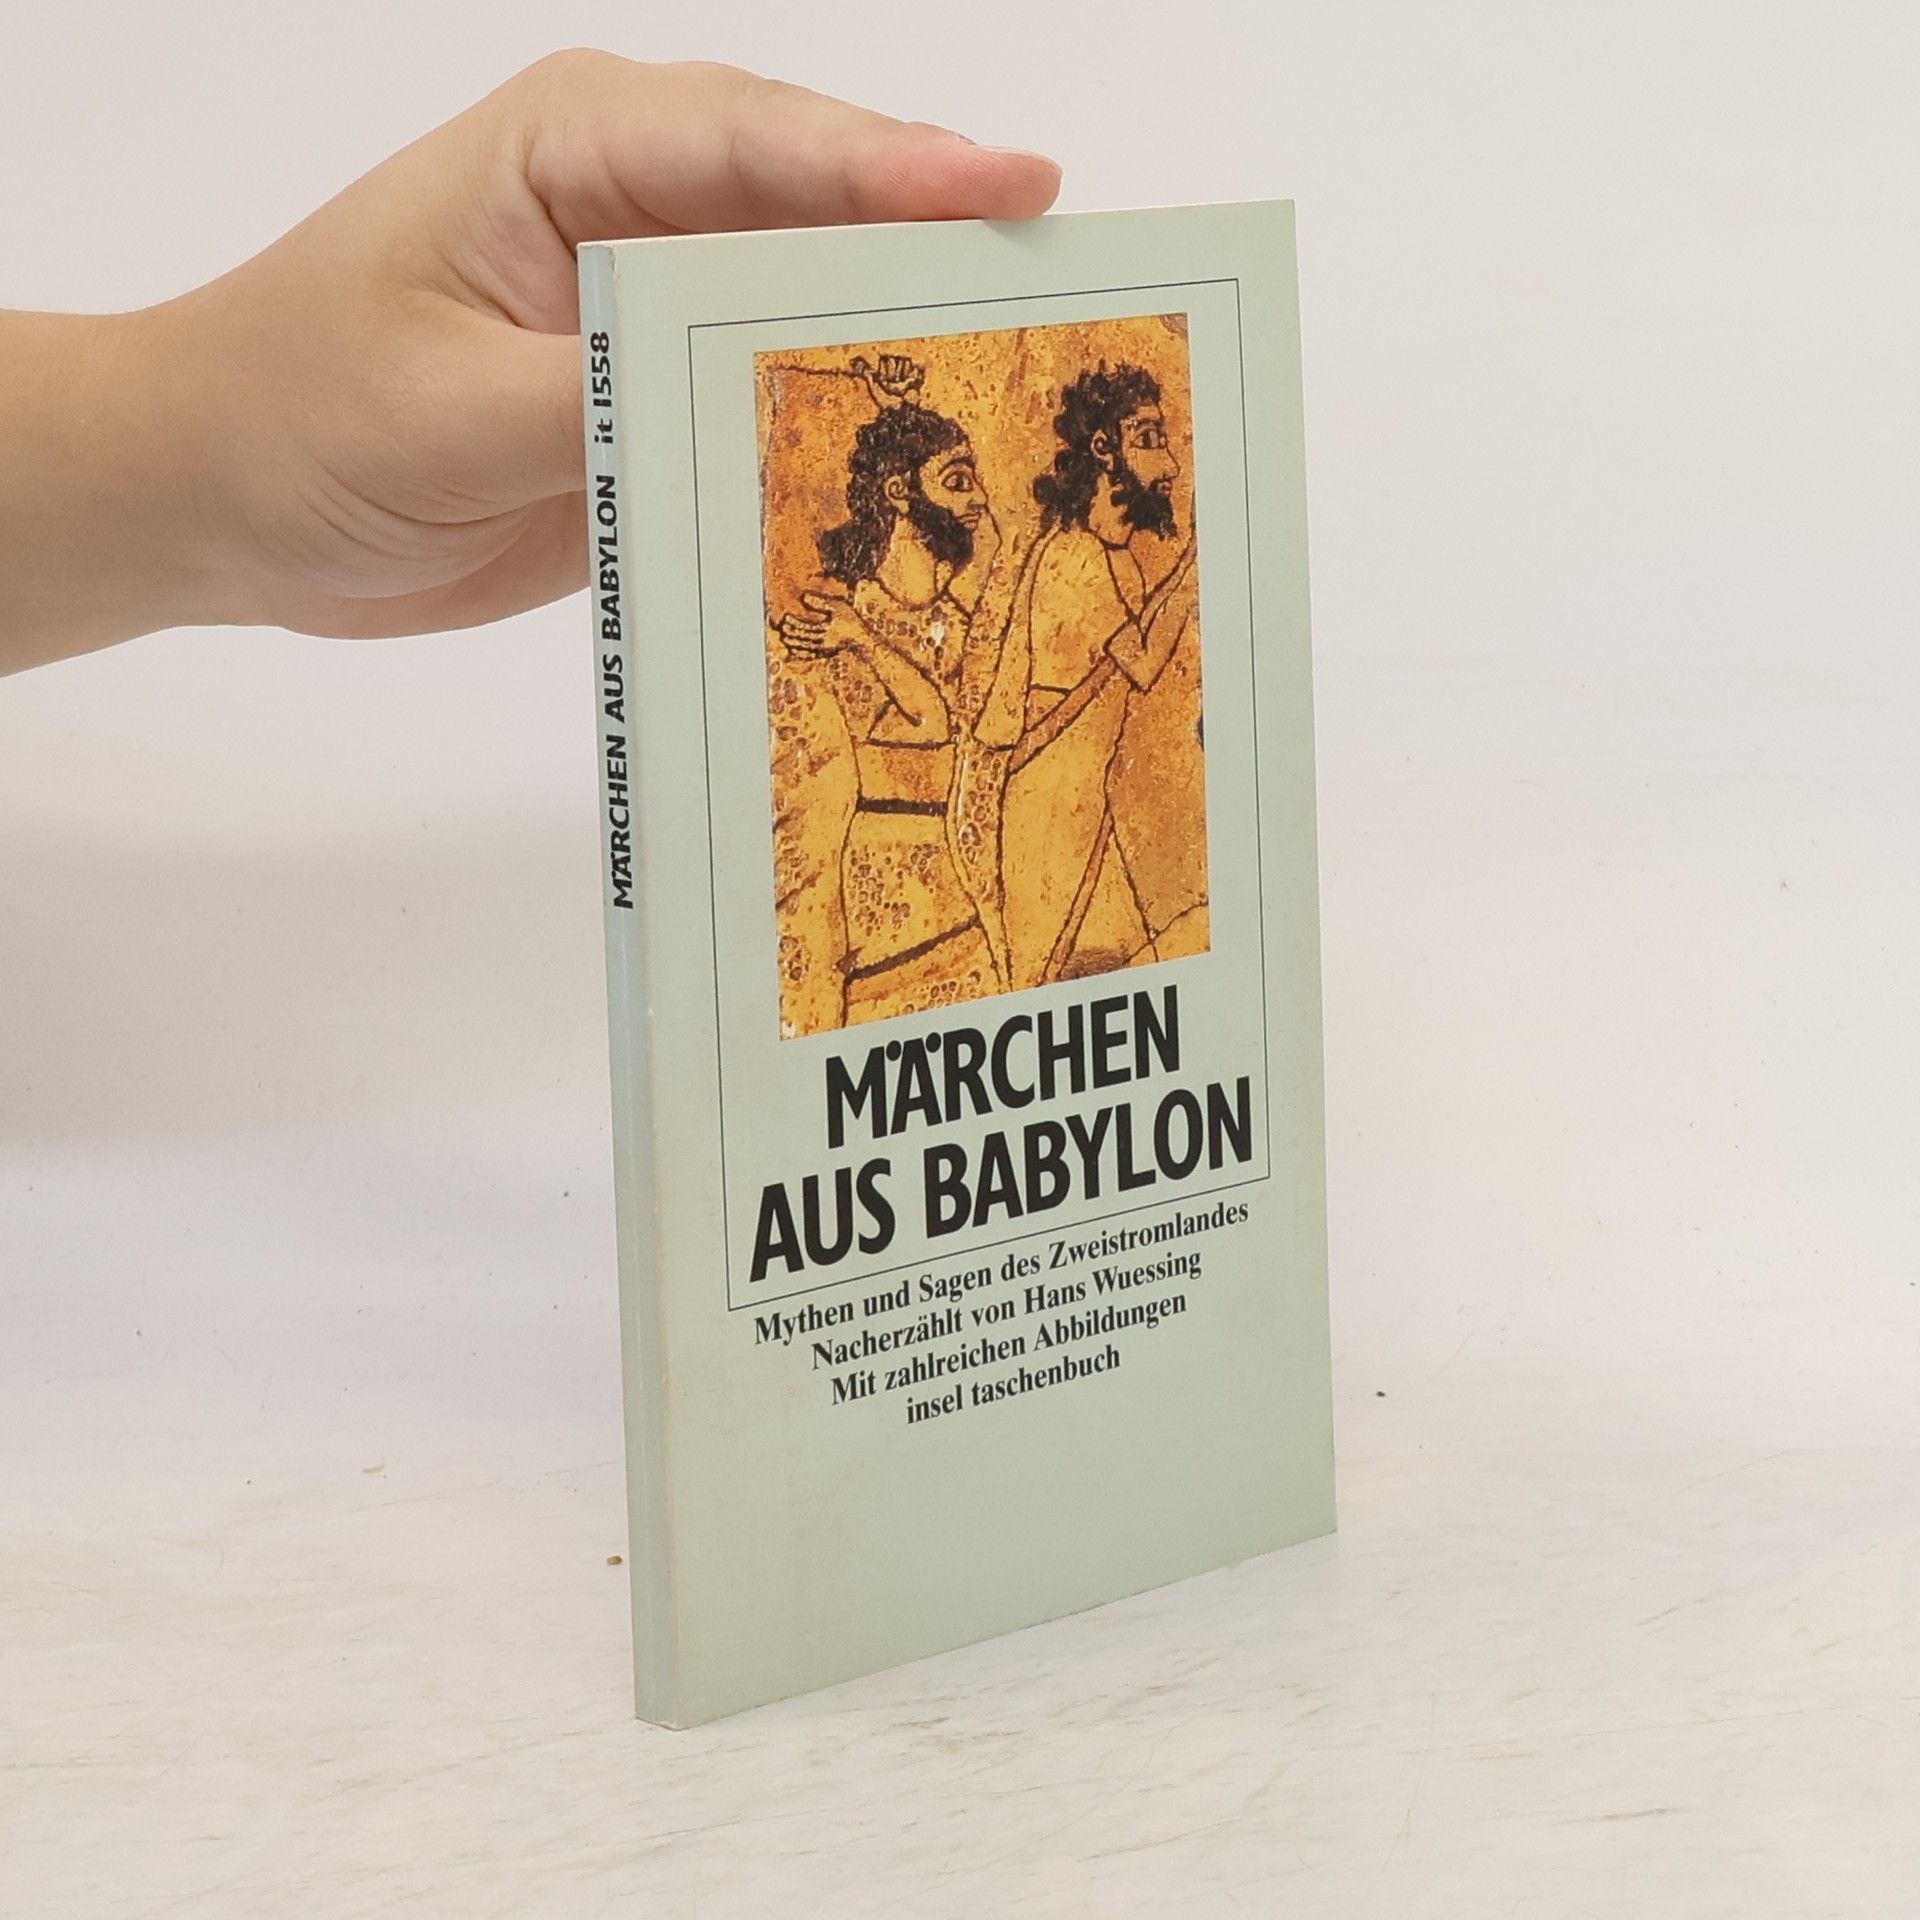 MÄRCHEN AUS BABYLON it 1558
MÄRCHEN
AUS BABYLON
Mythen und Sagen des Zweistromlandes
Nacherzählt von Hans Wuessing
Mit zahlreichen Abbildungen
insel taschenbuch